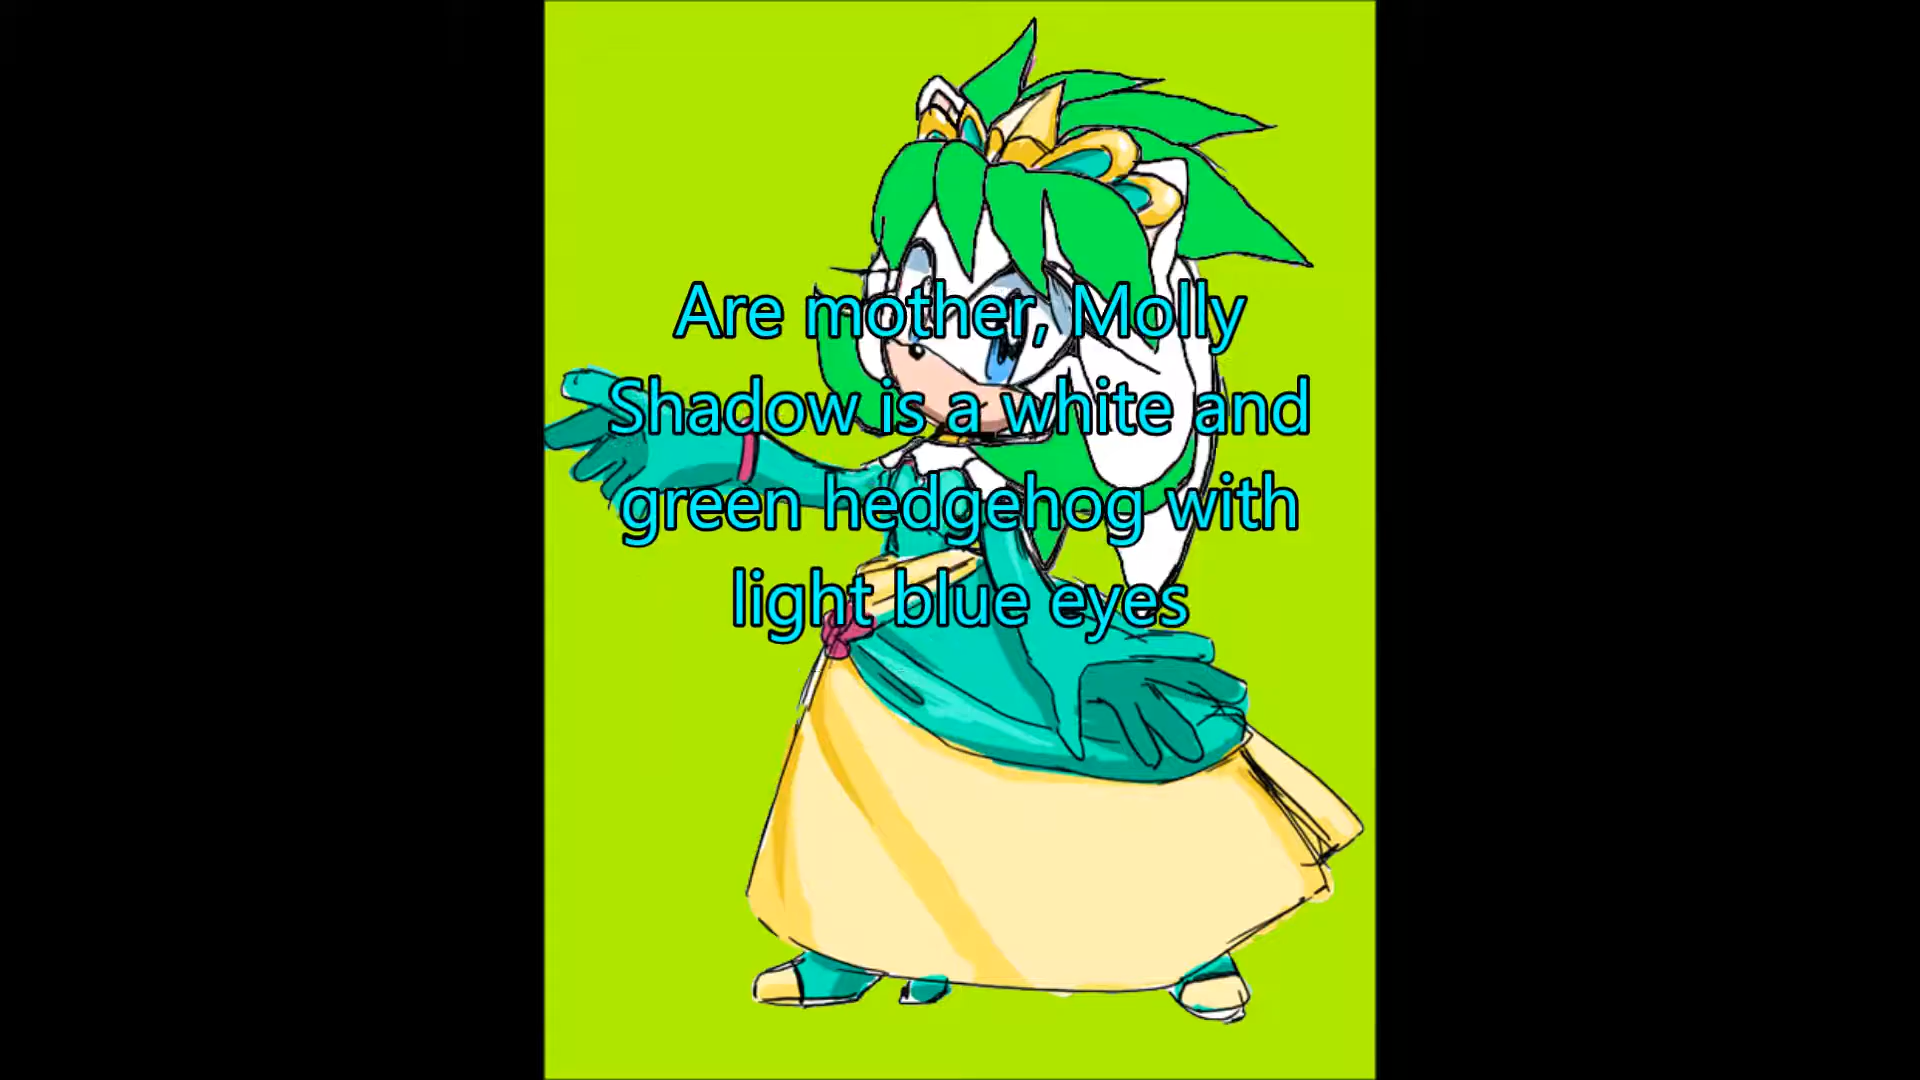 Are mother, Molly
Shadow is a white and
green hedgehog with
light blue eyes